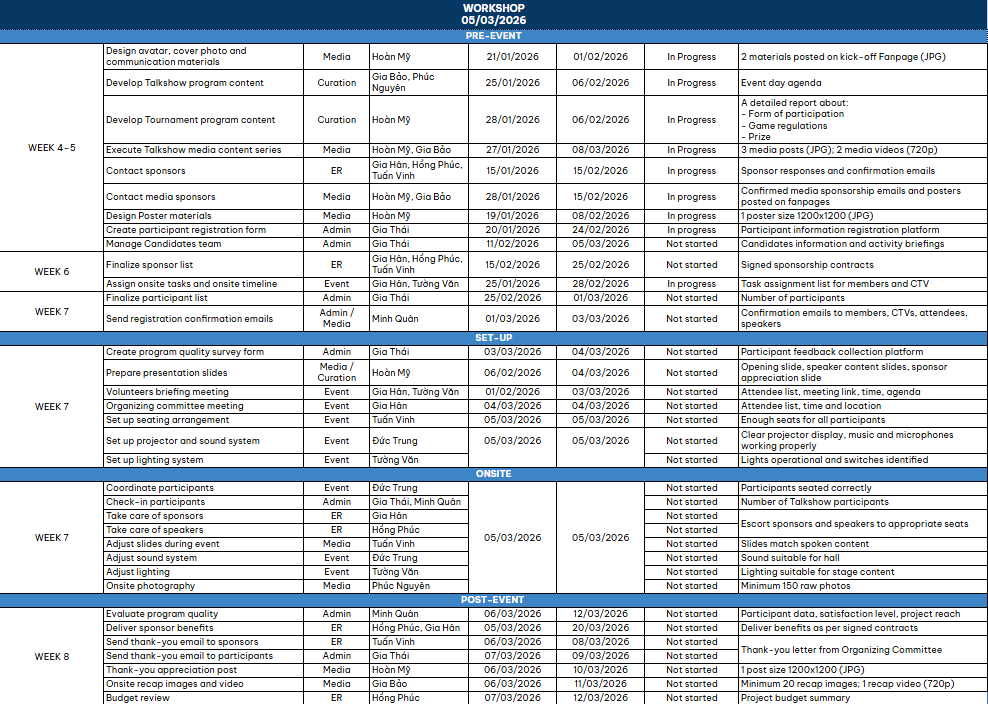 WORKSHOP
05/03/2026
PRE-EVENT
WEEK 4-5
Design avatar, cover photo and communication materials | Media | Hoàn Mỹ | 21/01/2026 | 01/02/2026 | In Progress | 2 materials posted on kick-off Fanpage (JPG)
Develop Talkshow program content | Curation | Gia Bảo, Phúc Nguyên | 25/01/2026 | 06/02/2026 | In Progress | Event day agenda
Develop Tournament program content | Curation | Hoàn Mỹ | 28/01/2026 | 06/02/2026 | In Progress | A detailed report about:
- Form of participation
- Game regulations
- Prize
Execute Talkshow media content series | Media | Hoàn Mỹ, Gia Bảo | 27/01/2026 | 08/03/2026 | In Progress | 3 media posts (JPG); 2 media videos (720p)
Contact sponsors | ER | Gia Hân, Hồng Phúc, Tuấn Vinh | 15/01/2026 | 15/02/2026 | In progress | Sponsor responses and confirmation emails
Contact media sponsors | Media | Hoàn Mỹ, Gia Bảo | 28/01/2026 | 15/02/2026 | In progress | Confirmed media sponsorship emails and posters posted on fanpages
Design Poster materials | Media | Hoàn Mỹ | 19/01/2026 | 08/02/2026 | In progress | 1 poster size 1200x1200 (JPG)
Create participant registration form | Admin | Gia Thái | 20/01/2026 | 24/02/2026 | In progress | Participant information registration platform
Manage Candidates team | Admin | Gia Thái | 11/02/2026 | 05/03/2026 | Not started | Candidates information and activity briefings
WEEK 6
Finalize sponsor list | ER | Gia Hân, Hồng Phúc, Tuấn Vinh | 15/02/2026 | 25/02/2026 | Not started | Signed sponsorship contracts
Assign onsite tasks and onsite timeline | Event | Gia Hân, Tường Văn | 25/01/2026 | 28/02/2026 | In progress | Task assignment list for members and CTV
WEEK 7
Finalize participant list | Admin | Gia Thái | 25/02/2026 | 01/03/2026 | Not started | Number of participants
Send registration confirmation emails | Admin / Media | Minh Quân | 01/03/2026 | 03/03/2026 | Not started | Confirmation emails to members, CTVs, attendees, speakers
SET-UP
WEEK 7
Create program quality survey form | Admin | Gia Thái | 03/03/2026 | 04/03/2026 | Not started | Participant feedback collection platform
Prepare presentation slides | Media / Curation | Hoàn Mỹ | 06/02/2026 | 04/03/2026 | Not started | Opening slide, speaker content slides, sponsor appreciation slide
Volunteers briefing meeting | Event | Gia Hân, Tường Văn | 01/02/2026 | 03/03/2026 | Not started | Attendee list, meeting link, time, agenda
Organizing committee meeting | Event | Gia Hân | 04/03/2026 | 04/03/2026 | Not started | Attendee list, time and location
Set up seating arrangement | Event | Tuấn Vinh | 05/03/2026 | 05/03/2026 | Not started | Enough seats for all participants
Set up projector and sound system | Event | Đức Trung | 05/03/2026 | 05/03/2026 | Not started | Clear projector display, music and microphones working properly
Set up lighting system | Event | Tường Văn | Not started | Lights operational and switches identified
ONSITE
WEEK 7
Coordinate participants | Event | Đức Trung | 05/03/2026 | 05/03/2026 | Not started | Participants seated correctly
Check-in participants | Admin | Gia Thái, Minh Quân | Not started | Number of Talkshow participants
Take care of sponsors | ER | Gia Hân | Not started | Escort sponsors and speakers to appropriate seats
Take care of speakers | ER | Hồng Phúc | Not started
Adjust slides during event | Media | Tuấn Vinh | Not started | Slides match spoken content
Adjust sound system | Event | Đức Trung | Not started | Sound suitable for hall
Adjust lighting | Event | Tường Văn | Not started | Lighting suitable for stage content
Onsite photography | Media | Phúc Nguyên | Not started | Minimum 150 raw photos
POST-EVENT
WEEK 8
Evaluate program quality | Admin | Minh Quân | 06/03/2026 | 12/03/2026 | Not started | Participant data, satisfaction level, project reach
Deliver sponsor benefits | ER | Hồng Phúc, Gia Hân | 05/03/2026 | 20/03/2026 | Not started | Deliver benefits as per signed contracts
Send thank-you email to sponsors | ER | Tuấn Vinh | 06/03/2026 | 08/03/2026 | Not started | Thank-you letter from Organizing Committee
Send thank-you email to participants | Admin | Gia Thái | 07/03/2026 | 09/03/2026 | Not started
Thank-you appreciation post | Media | Hoàn Mỹ | 06/03/2026 | 10/03/2026 | Not started | 1 post size 1200x1200 (JPG)
Onsite recap images and video | Media | Gia Bảo | 06/03/2026 | 11/03/2026 | Not started | Minimum 20 recap images; 1 recap video (720p)
Budget review | ER | Hồng Phúc | 07/03/2026 | 12/03/2026 | Not started | Project budget summary